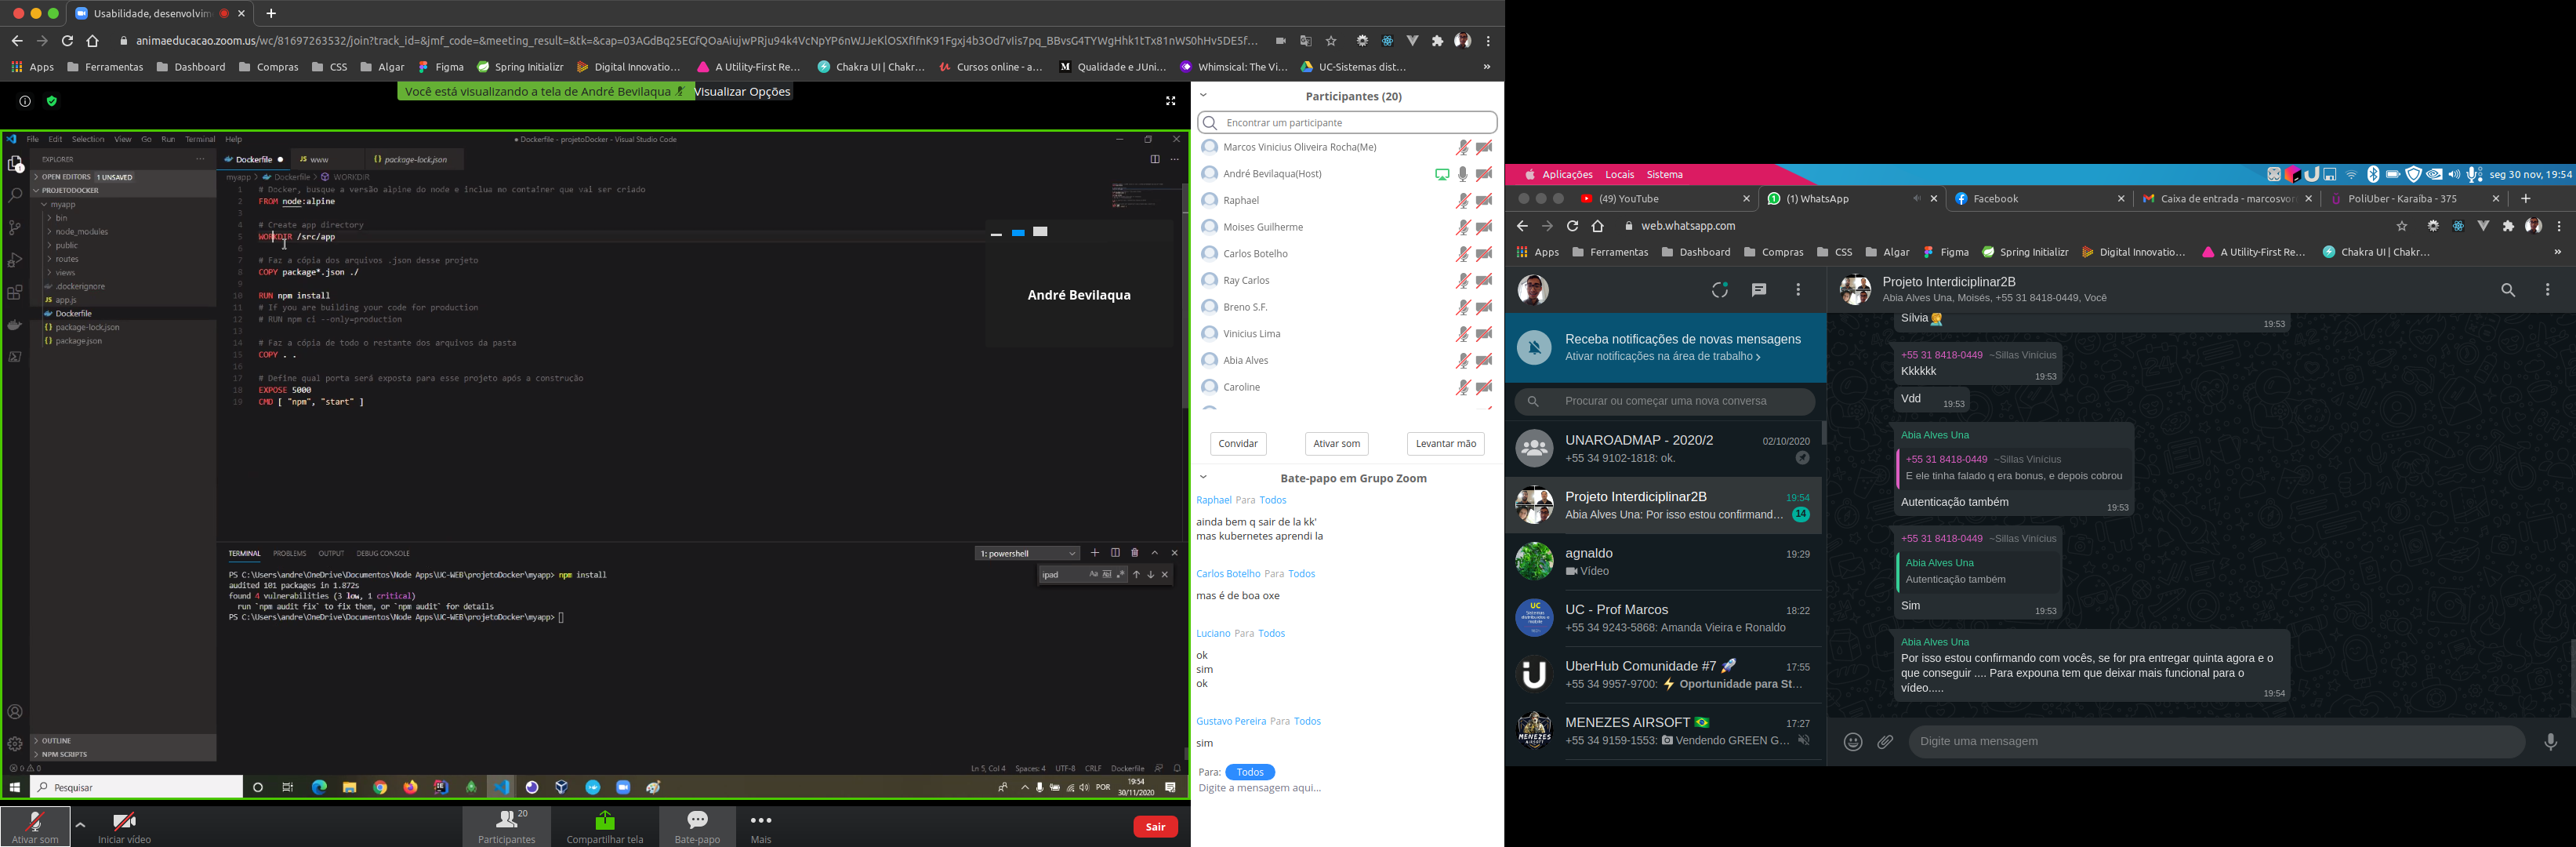 Usabilidade, desenvolvim
animaeducacao.zoom.us/wc/81697263532/join?track_id=&jmf_code=&meeting_result=&tk=&cap=
Apps Ferramentas Dashboard Compras CSS Algar Figma Spring Initializr Digital Innovatio... A Utility-First Re... Chakra UI | Chakr... Cursos online - a... Qualidade e JUni... Whimsical: The Vi... UC-Sistemas dist... »
Você está visualizando a tela de André Bevilaqua Visualizar Opções
File Edit Selection View Go Run Terminal Help
● Dockerfile - projetoDocker - Visual Studio Code
EXPLORER
OPEN EDITORS 1 UNSAVED
PROJETODOCKER
myapp
bin
node_modules
public
routes
views
.dockerignore
app.js
Dockerfile
package-lock.json
package.json
OUTLINE
NPM SCRIPTS
Dockerfile ● www package-lock.json
myapp > Dockerfile > WORKDIR
1 # Docker, busque a versão alpine do node e inclua no container que vai ser criado
2 FROM node:alpine
3
4 # Create app directory
5 WORKDIR /src/app
6
7 # Faz a cópia dos arquivos .json desse projeto
8 COPY package*.json ./
9
10 RUN npm install
11 # If you are building your code for production
12 # RUN npm ci --only=production
13
14 # Faz a cópia de todo o restante dos arquivos da pasta
15 COPY . .
16
17 # Define qual porta será exposta para esse projeto após a construção
18 EXPOSE 5000
19 CMD [ "npm", "start" ]
André Bevilaqua
TERMINAL PROBLEMS OUTPUT DEBUG CONSOLE
1: powershell
ipad
PS C:\Users\andre\OneDrive\Documentos\Node Apps\UC-WEB\projetoDocker\myapp> npm install
audited 101 packages in 1.872s
found 4 vulnerabilities (3 low, 1 critical)
run `npm audit fix` to fix them, or `npm audit` for details
PS C:\Users\andre\OneDrive\Documentos\Node Apps\UC-WEB\projetoDocker\myapp>
Ln 5, Col 4 Spaces: 4 UTF-8 CRLF Dockerfile
Pesquisar
POR
19:54
30/11/2020
Ativar som
Iniciar vídeo
20
Participantes
Compartilhar tela
Bate-papo
Mais
Sair
Participantes (20)
Encontrar um participante
Marcos Vinicius Oliveira Rocha(Me)
André Bevilaqua(Host)
Raphael
Moises Guilherme
Carlos Botelho
Ray Carlos
Breno S.F.
Vinicius Lima
Abia Alves
Caroline
Convidar Ativar som Levantar mão
Bate-papo em Grupo Zoom
Raphael Para Todos
ainda bem q sair de la kk'
mas kubernetes aprendi la
Carlos Botelho Para Todos
mas é de boa oxe
Luciano Para Todos
ok
sim
ok
Gustavo Pereira Para Todos
sim
Para: Todos
Digite a mensagem aqui...
Aplicações Locais Sistema
seg 30 nov, 19:54
(49) YouTube
(1) WhatsApp
Facebook
Caixa de entrada - marcosvor
PoliUber - Karaíba - 375
web.whatsapp.com
Apps Ferramentas Dashboard Compras CSS Algar Figma Spring Initializr Digital Innovatio... A Utility-First Re... Chakra UI | Chakr... »
Receba notificações de novas mensagens
Ativar notificações na área de trabalho >
Procurar ou começar uma nova conversa
UNAROADMAP - 2020/2 02/10/2020
+55 34 9102-1818: ok.
Projeto Interdiciplinar2B 19:54
Abia Alves Una: Por isso estou confirmand... 14
agnaldo 19:29
Vídeo
UC - Prof Marcos 18:22
+55 34 9243-5868: Amanda Vieira e Ronaldo
UberHub Comunidade #7 🚀 17:55
+55 34 9957-9700: ⚡ Oportunidade para St...
MENEZES AIRSOFT 🇧🇷 17:27
+55 34 9159-1553: Vendendo GREEN G...
Projeto Interdiciplinar2B
Abia Alves Una, Moisés, +55 31 8418-0449, Você
Sílvia
19:53
+55 31 8418-0449 ~Sillas Vinícius
Kkkkkk
19:53
Vdd
19:53
Abia Alves Una
+55 31 8418-0449 ~Sillas Vinícius
E ele tinha falado q era bonus, e depois cobrou
Autenticação também
19:53
+55 31 8418-0449 ~Sillas Vinícius
Abia Alves Una
Autenticação também
Sim
19:53
Abia Alves Una
Por isso estou confirmando com vocês, se for pra entregar quinta agora e o
que conseguir .... Para expouna tem que deixar mais funcional para o
vídeo.....
19:54
Digite uma mensagem